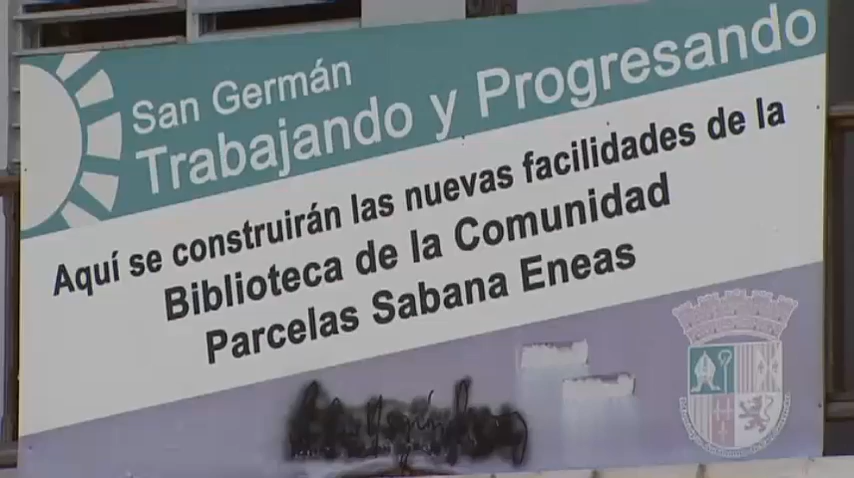 San Germán
Trabajando y Progresando
Aquí se construirán las nuevas facilidades de la
Biblioteca de la Comunidad
Parcelas Sabana Eneas